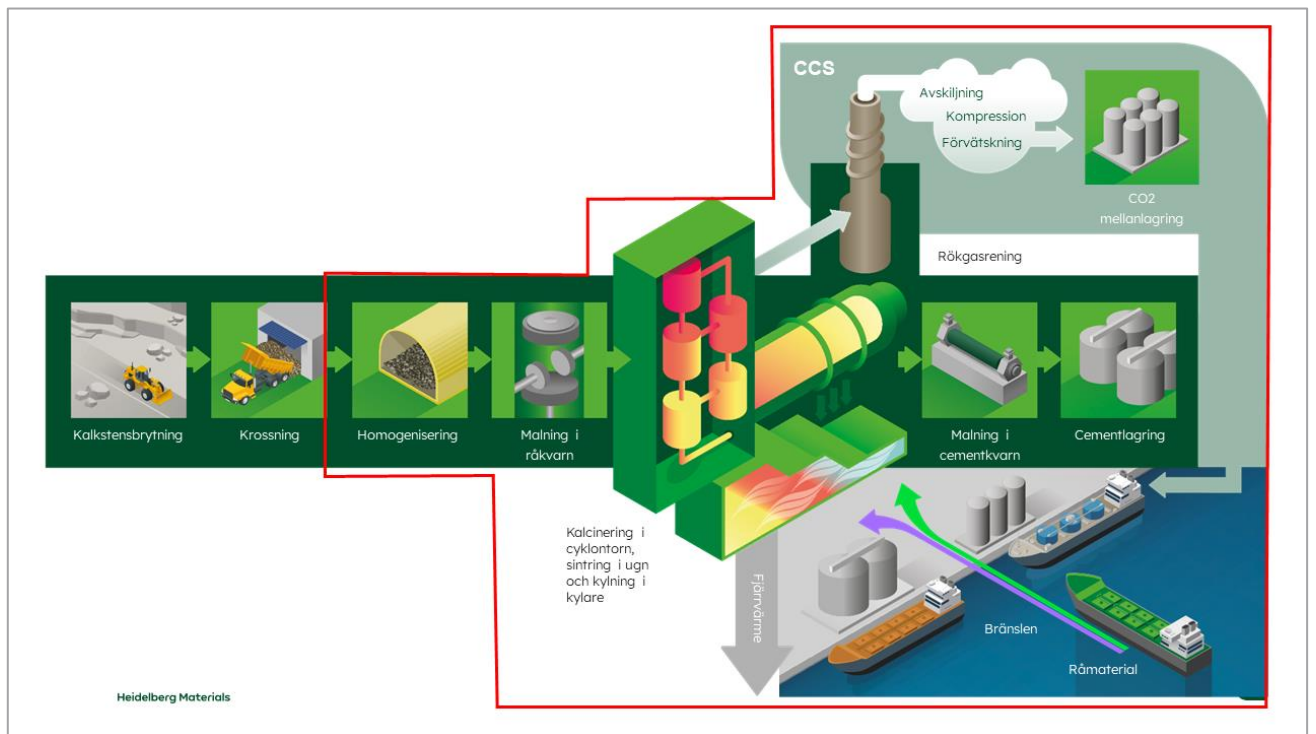 CCS
Avskiljning
Kompression
Förvätskning
CO2
mellanlagring
Rökgasrening
Kalkstensbrytning
Krossning
Homogenisering
Malning i
råkvarn
Malning i
cementkvarn
Cementlagring
Kalcinering i
cyklontorn,
sintring i ugn
och kylning i
kylare
Fjärrvärme
Bränslen
Råmaterial
Heidelberg Materials